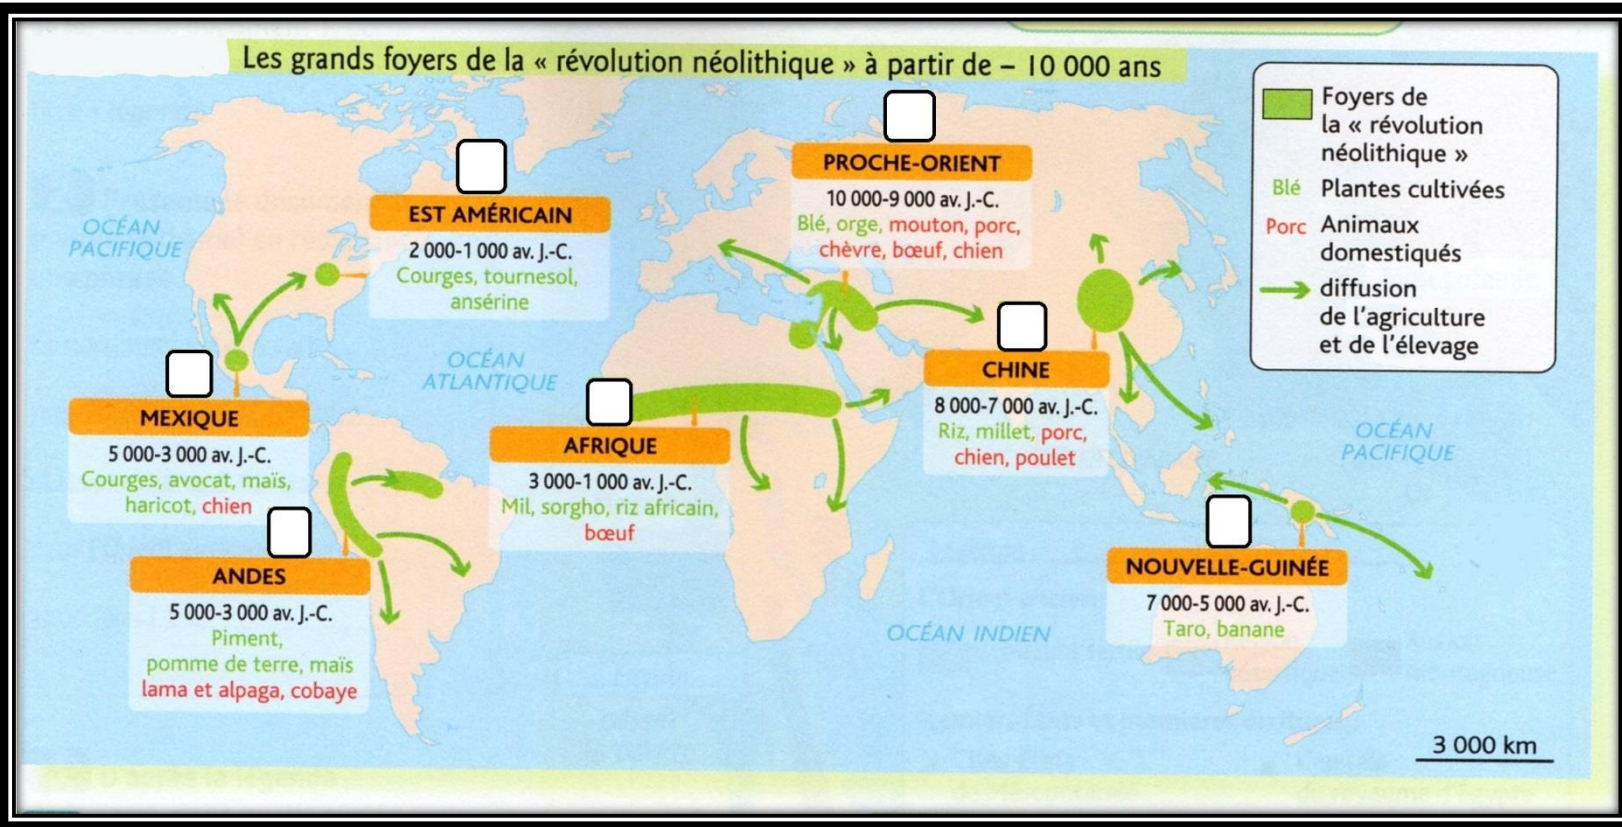 Les grands foyers de la « révolution néolithique » à partir de – 10 000 ans
Foyers de
la « révolution
néolithique »
Blé Plantes cultivées
Porc Animaux
domestiqués
diffusion
de l'agriculture
et de l'élevage
PROCHE-ORIENT
10 000-9 000 av. J.-C.
Blé, orge, mouton, porc,
chèvre, bœuf, chien
EST AMÉRICAIN
2 000-1 000 av. J.-C.
Courges, tournesol,
ansérine
OCÉAN
PACIFIQUE
OCÉAN
ATLANTIQUE
CHINE
8 000-7 000 av. J.-C.
Riz, millet, porc,
chien, poulet
MEXIQUE
5 000-3 000 av. J.-C.
Courges, avocat, maïs,
haricot, chien
AFRIQUE
3 000-1 000 av. J.-C.
Mil, sorgho, riz africain,
bœuf
OCÉAN
PACIFIQUE
ANDES
5 000-3 000 av. J.-C.
Piment,
pomme de terre, maïs
lama et alpaga, cobaye
NOUVELLE-GUINÉE
7 000-5 000 av. J.-C.
Taro, banane
OCÉAN INDIEN
3 000 km